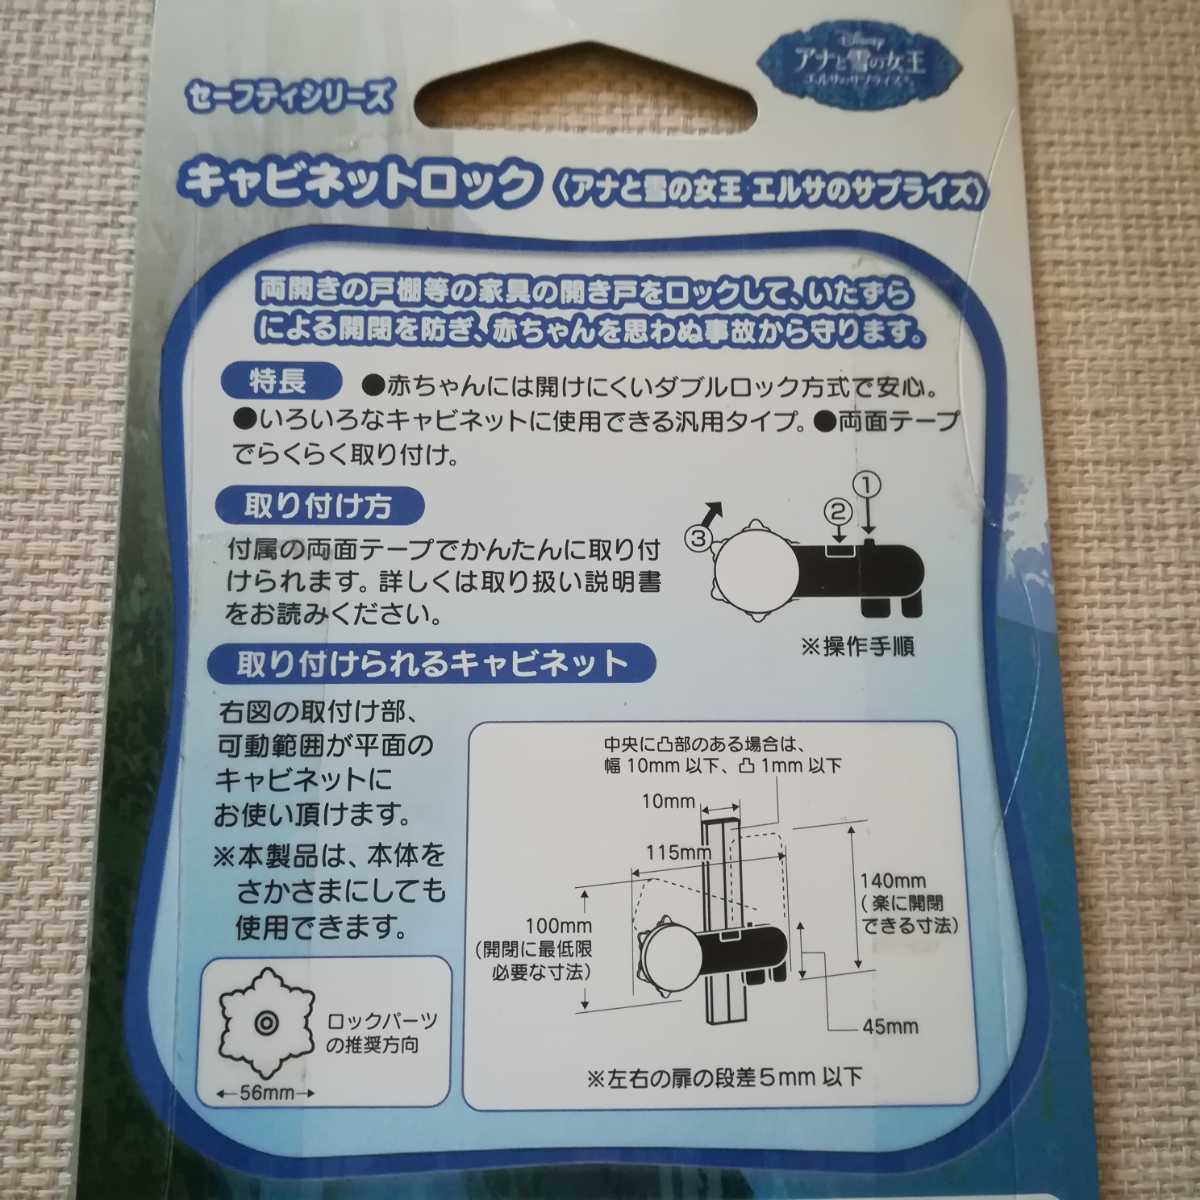 Disney
アナと雪の女王
エルサのサプライズ
セーフティシリーズ
キャビネットロック〈アナと雪の女王 エルサのサプライズ〉
両開きの戸棚等の家具の開き戸をロックして、いたずら
による開閉を防ぎ、赤ちゃんを思わぬ事故から守ります。
特長 ●赤ちゃんには開けにくいダブルロック方式で安心。
●いろいろなキャビネットに使用できる汎用タイプ。●両面テープ
でらくらく取り付け。
取り付け方
付属の両面テープでかんたんに取り付
けられます。詳しくは取り扱い説明書
をお読みください。
①
②
③
※操作手順
取り付けられるキャビネット
右図の取付け部、
可動範囲が平面の
キャビネットに
お使い頂けます。
※本製品は、本体を
さかさまにしても
使用できます。
ロックパーツ
の推奨方向
56mm
中央に凸部のある場合は、
幅10mm以下、凸1mm以下
10mm
115mm
100mm
(開閉に最低限
必要な寸法)
140mm
(楽に開閉
できる寸法)
45mm
※左右の扉の段差5mm以下